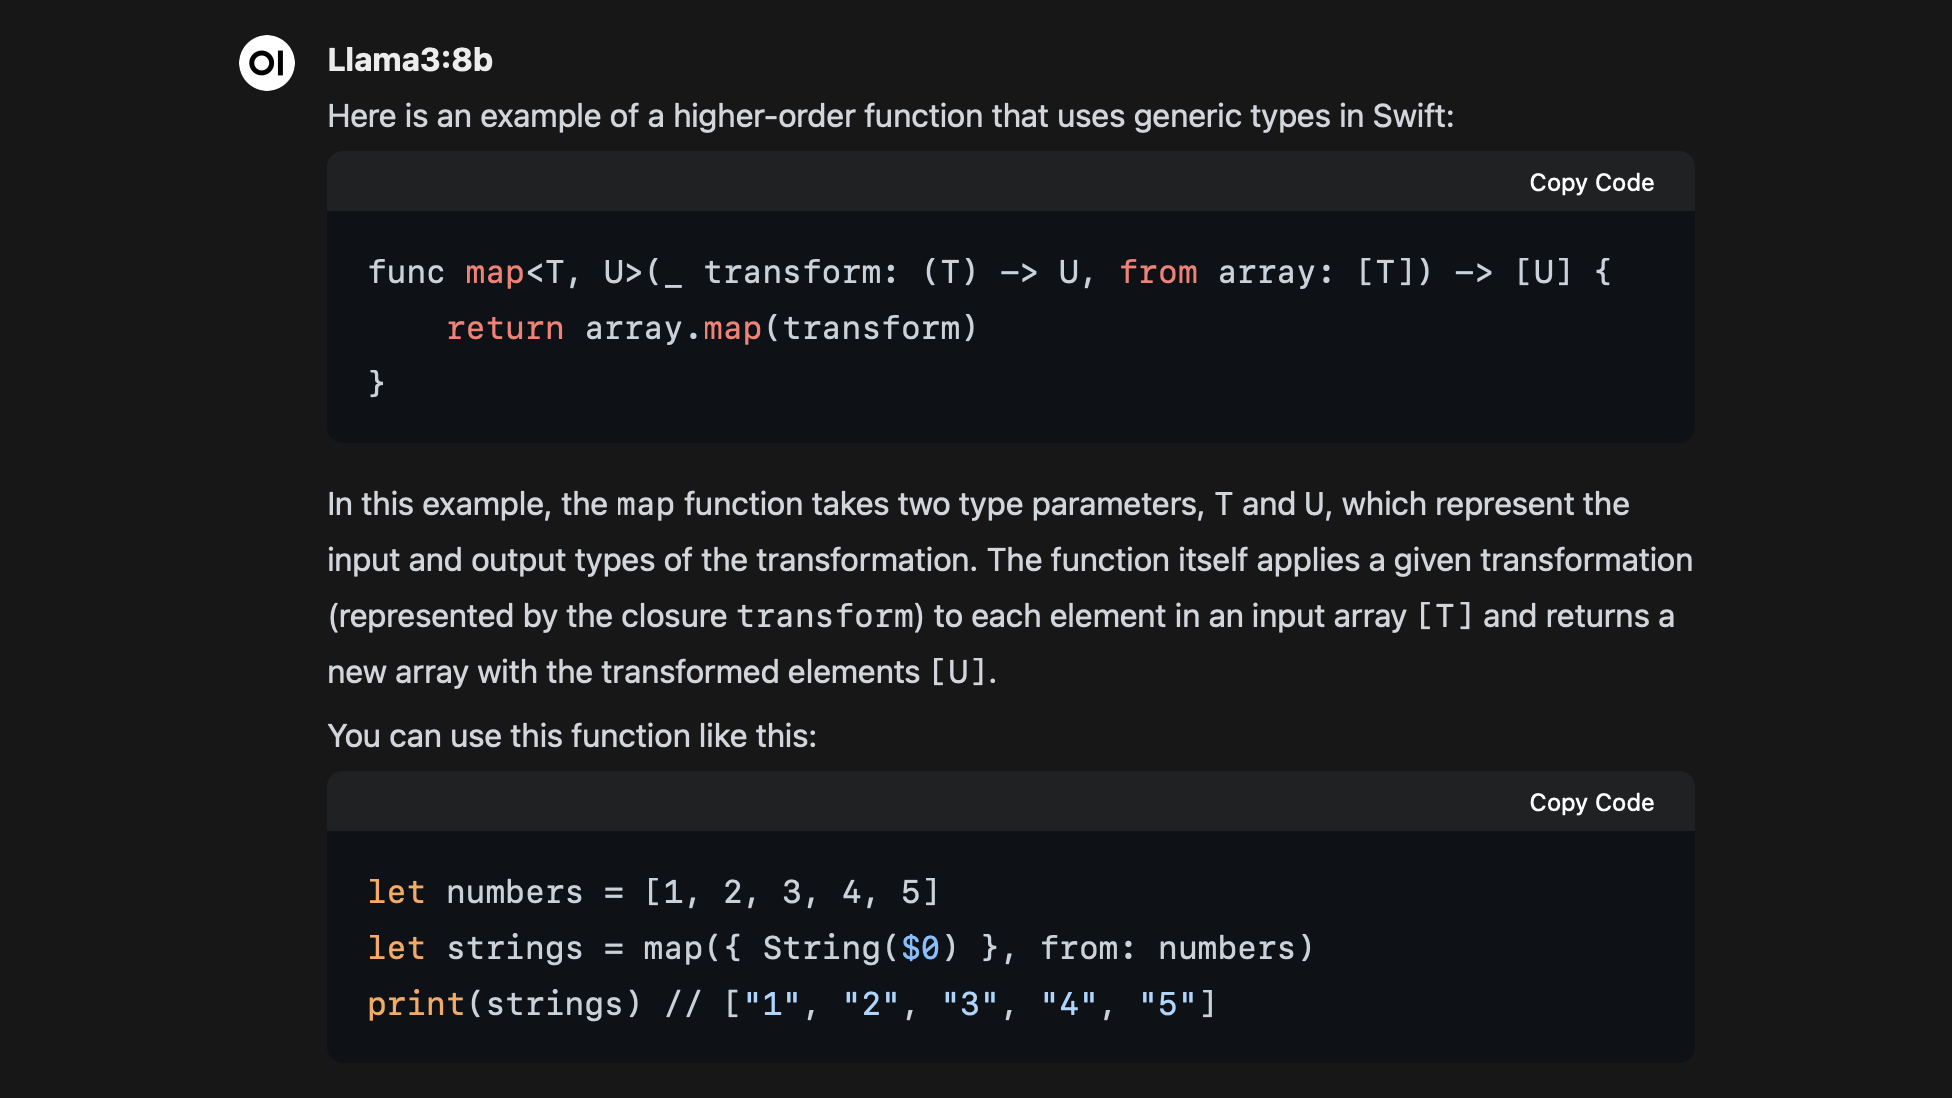 OI
Llama3:8b
Here is an example of a higher-order function that uses generic types in Swift:
Copy Code
func map<T, U>(_ transform: (T) -> U, from array: [T]) -> [U] {
    return array.map(transform)
}
In this example, the map function takes two type parameters, T and U, which represent the
input and output types of the transformation. The function itself applies a given transformation
(represented by the closure transform) to each element in an input array [T] and returns a
new array with the transformed elements [U].
You can use this function like this:
Copy Code
let numbers = [1, 2, 3, 4, 5]
let strings = map({ String($0) }, from: numbers)
print(strings) // ["1", "2", "3", "4", "5"]